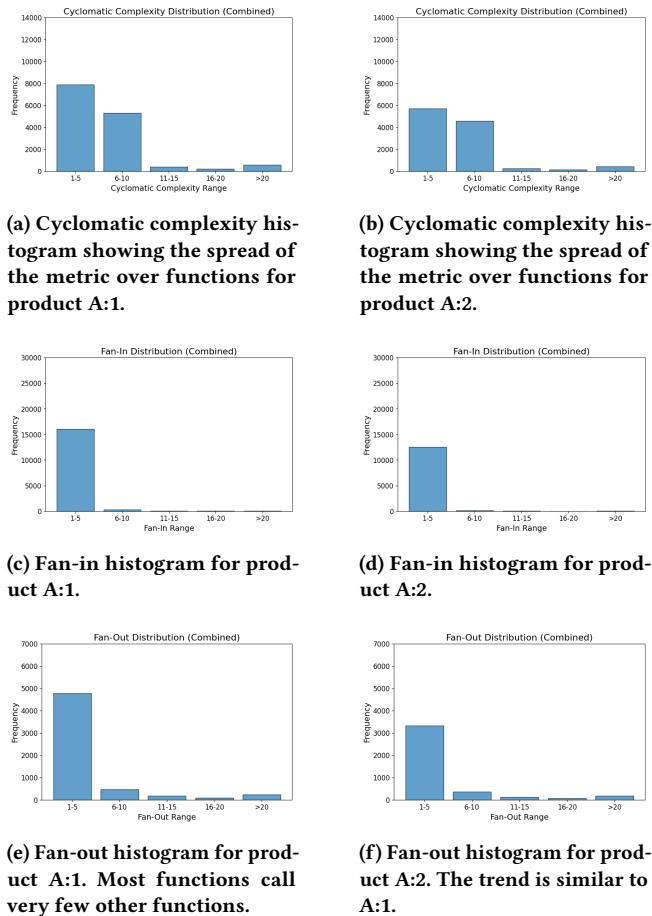 Cyclomatic Complexity Distribution (Combined)
14000
12000
10000
8000
6000
4000
2000
0
Frequency
1-5 6-10 11-15 16-20 >20
Cyclomatic Complexity Range
(a) Cyclomatic complexity his-
togram showing the spread of
the metric over functions for
product A:1.
Cyclomatic Complexity Distribution (Combined)
14000
12000
10000
8000
6000
4000
2000
0
Frequency
1-5 6-10 11-15 16-20 >20
Cyclomatic Complexity Range
(b) Cyclomatic complexity his-
togram showing the spread of
the metric over functions for
product A:2.
Fan-In Distribution (Combined)
30000
25000
20000
15000
10000
5000
0
Frequency
1-5 6-10 11-15 16-20 >20
Fan-In Range
(c) Fan-in histogram for prod-
uct A:1.
Fan-In Distribution (Combined)
30000
25000
20000
15000
10000
5000
0
Frequency
1-5 6-10 11-15 16-20 >20
Fan-In Range
(d) Fan-in histogram for prod-
uct A:2.
Fan-Out Distribution (Combined)
7000
6000
5000
4000
3000
2000
1000
0
Frequency
1-5 6-10 11-15 16-20 >20
Fan-Out Range
(e) Fan-out histogram for prod-
uct A:1. Most functions call
very few other functions.
Fan-Out Distribution (Combined)
7000
6000
5000
4000
3000
2000
1000
0
Frequency
1-5 6-10 11-15 16-20 >20
Fan-Out Range
(f) Fan-out histogram for prod-
uct A:2. The trend is similar to
A:1.